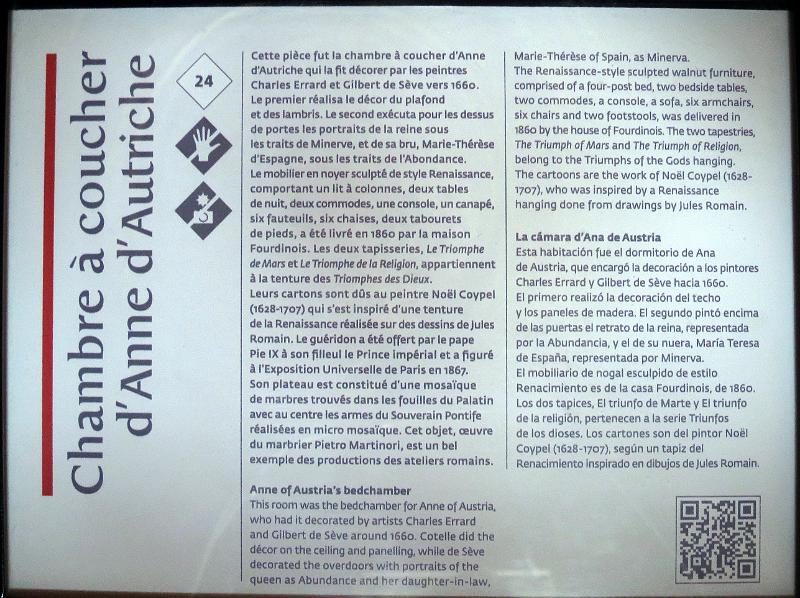 Chambre à coucher
d'Anne d'Autriche
24
Cette pièce fut la chambre à coucher d'Anne
d'Autriche qui la fit décorer par les peintres
Charles Errard et Gilbert de Sève vers 1660.
Le premier réalisa le décor du plafond
et des lambris. Le second exécuta pour les dessus
de portes les portraits de la reine sous
les traits de Minerve, et de sa bru, Marie-Thérèse
d'Espagne, sous les traits de l'Abondance.
Le mobilier en noyer sculpté de style Renaissance,
comportant un lit à colonnes, deux tables
de nuit, deux commodes, une console, un canapé,
six fauteuils, six chaises, deux tabourets
de pieds, a été livré en 1860 par la maison
Fourdinois. Les deux tapisseries, Le Triomphe
de Mars et Le Triomphe de la Religion, appartiennent
à la tenture des Triomphes des Dieux.
Leurs cartons sont dûs au peintre Noël Coypel
(1628-1707) qui s'est inspiré d'une tenture
de la Renaissance réalisée sur des dessins de Jules
Romain. Le guéridon a été offert par le pape
Pie IX à son filleul le Prince impérial et a figuré
à l'Exposition Universelle de Paris en 1867.
Son plateau est constitué d'une mosaïque
de marbres trouvés dans les fouilles du Palatin
avec au centre les armes du Souverain Pontife
réalisées en micro mosaïque. Cet objet, œuvre
du marbrier Pietro Martinori, est un bel
exemple des productions des ateliers romains.
Anne of Austria's bedchamber
This room was the bedchamber for Anne of Austria,
who had it decorated by artists Charles Errard
and Gilbert de Sève around 1660. Cotelle did the
décor on the ceiling and panelling, while de Sève
decorated the overdoors with portraits of the
queen as Abundance and her daughter-in-law,
Marie-Thérèse of Spain, as Minerva.
The Renaissance-style sculpted walnut furniture,
comprised of a four-post bed, two bedside tables,
two commodes, a console, a sofa, six armchairs,
six chairs and two footstools, was delivered in
1860 by the house of Fourdinois. The two tapestries,
The Triumph of Mars and The Triumph of Religion,
belong to the Triumphs of the Gods hanging.
The cartoons are the work of Noël Coypel (1628-
1707), who was inspired by a Renaissance
hanging done from drawings by Jules Romain.
La cámara d'Ana de Austria
Esta habitación fue el dormitorio de Ana
de Austria, que encargó la decoración a los pintores
Charles Errard y Gilbert de Sève hacia 1660.
El primero realizó la decoración del techo
y los paneles de madera. El segundo pintó encima
de las puertas el retrato de la reina, representada
por la Abundancia, y el de su nuera, María Teresa
de España, representada por Minerva.
El mobiliario de nogal esculpido de estilo
Renacimiento es de la casa Fourdinois, de 1860.
Los dos tapices, El triunfo de Marte y El triunfo
de la religión, pertenecen a la serie Triunfos
de los dioses. Los cartones son del pintor Noël
Coypel (1628-1707), según un tapiz del
Renacimiento inspirado en dibujos de Jules Romain.